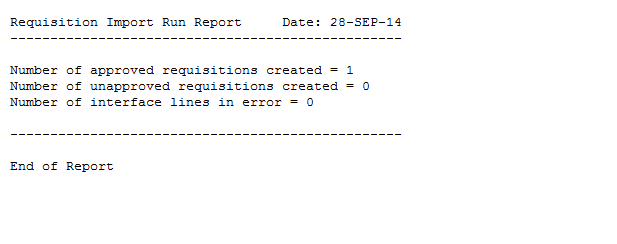 Requisition Import Run Report     Date: 28-SEP-14
-------------------------------------------------
Number of approved requisitions created = 1
Number of unapproved requisitions created = 0
Number of interface lines in error = 0
-------------------------------------------------
End of Report